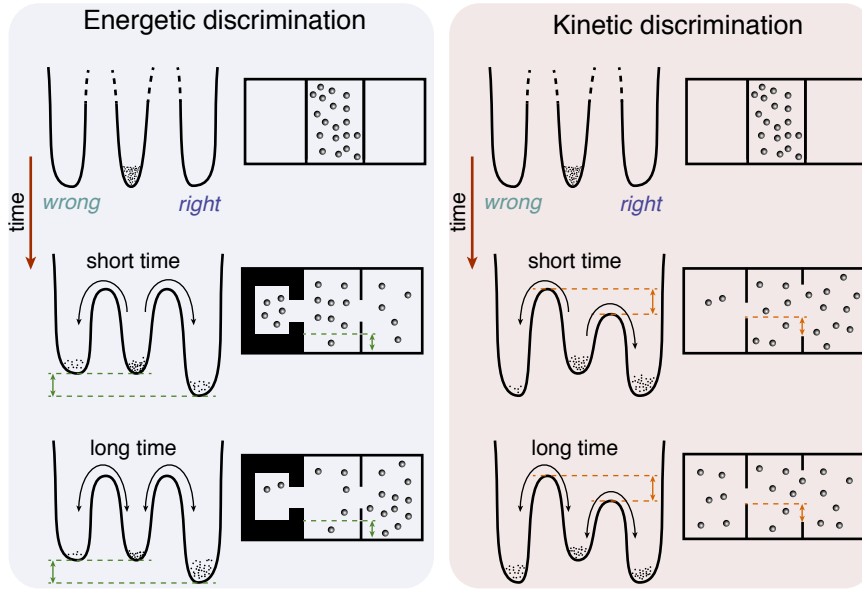 Energetic discrimination
time
wrong
right
short time
long time
Kinetic discrimination
time
wrong
right
short time
long time